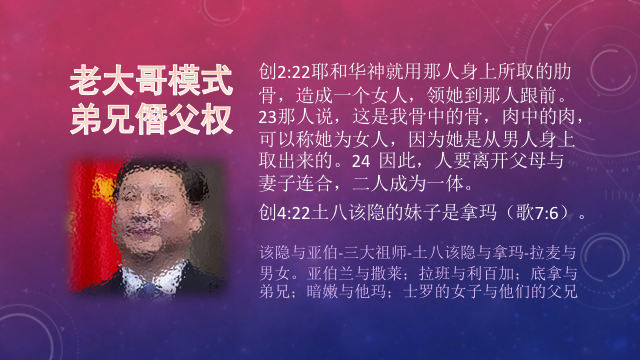 老大哥模式
弟兄僭父权
创2:22耶和华神就用那人身上所取的肋
骨，造成一个女人，领她到那人跟前。
23那人说，这是我骨中的骨，肉中的肉，
可以称她为女人，因为她是从男人身上
取出来的。24 因此，人要离开父母与
妻子连合，二人成为一体。
创4:22土八该隐的妹子是拿玛（歌7:6）。
该隐与亚伯-三大祖师-土八该隐与拿玛-拉麦与
男女。亚伯兰与撒莱；拉班与利百加；底拿与
弟兄；暗嫩与他玛；士罗的女子与他们的父兄